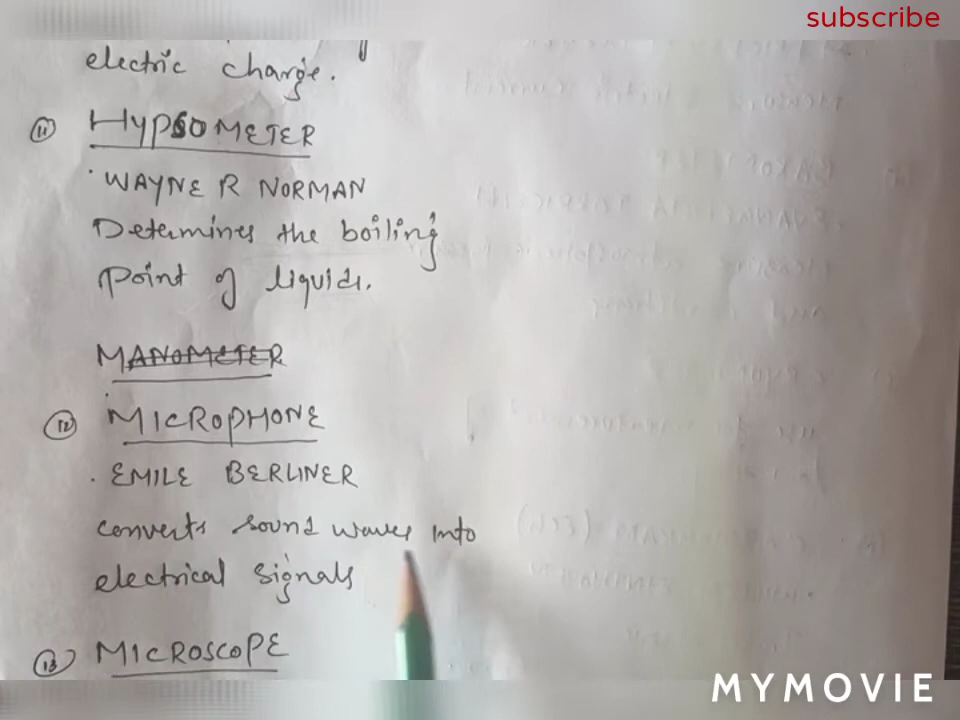 subscribe
electric charge.
11 HYPSOMETER
WAYNE R NORMAN
Determines the boiling
point of liquids.
MANOMETER
12 MICROPHONE
. EMILE BERLINER
converts sound waves into
electrical signals
13 MICROSCOPE
MYMOVIE